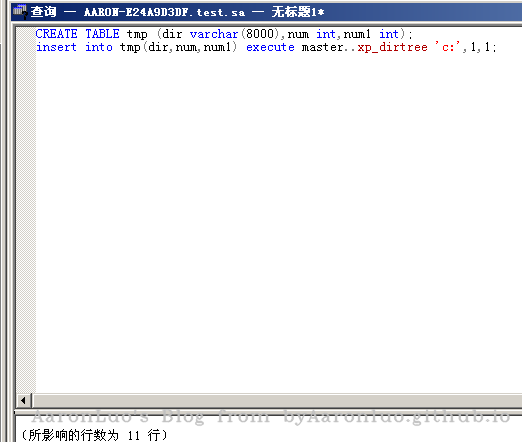 查询 — AARON-E24A9D3DF.test.sa — 无标题1*
CREATE TABLE tmp (dir varchar(8000),num int,num1 int);
insert into tmp(dir,num,num1) execute master..xp_dirtree 'c:',1,1;
AaronLuo's Blog from byAaronluo.github.io
(所影响的行数为 11 行)